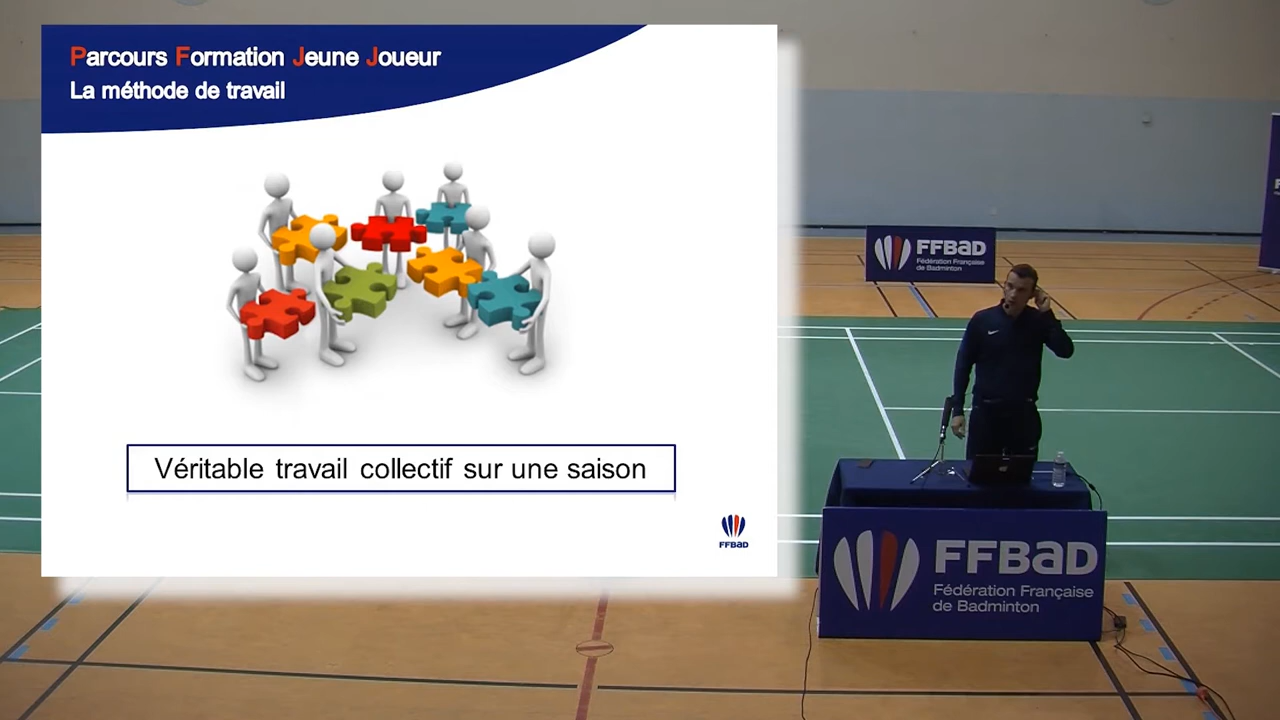 Parcours Formation Jeune Joueur
La méthode de travail
Véritable travail collectif sur une saison
FFBaD
FFBaD
Fédération Française
de Badminton
FFBaD
Fédération Française
de Badminton